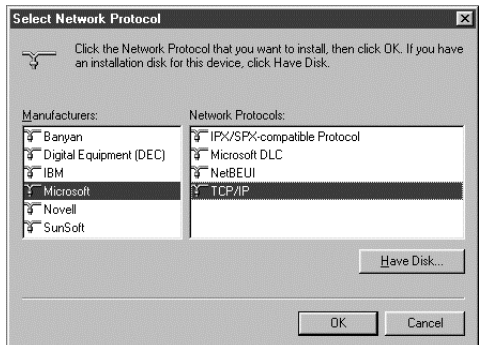 Select Network Protocol
Click the Network Protocol that you want to install, then click OK. If you have
an installation disk for this device, click Have Disk.
Manufacturers:
Banyan
Digital Equipment (DEC)
IBM
Microsoft
Novell
SunSoft
Network Protocols:
IPX/SPX-compatible Protocol
Microsoft DLC
NetBEUI
TCP/IP
Have Disk...
OK
Cancel